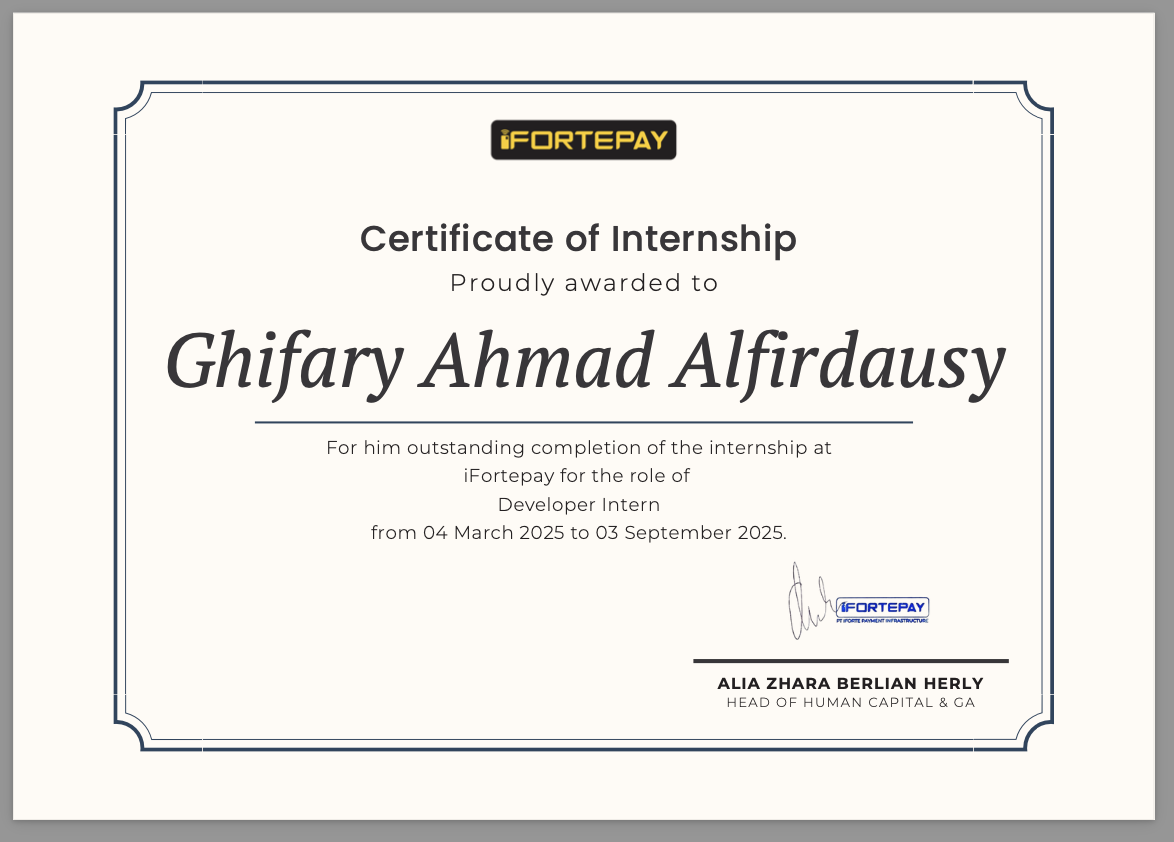 iFORTEPAY
Certificate of Internship
Proudly awarded to
Ghifary Ahmad Alfirdausy
For him outstanding completion of the internship at
iFortepay for the role of
Developer Intern
from 04 March 2025 to 03 September 2025.
iFORTEPAY
PT IFORTE PAYMENT INFRASTRUCTURE
ALIA ZHARA BERLIAN HERLY
HEAD OF HUMAN CAPITAL & GA